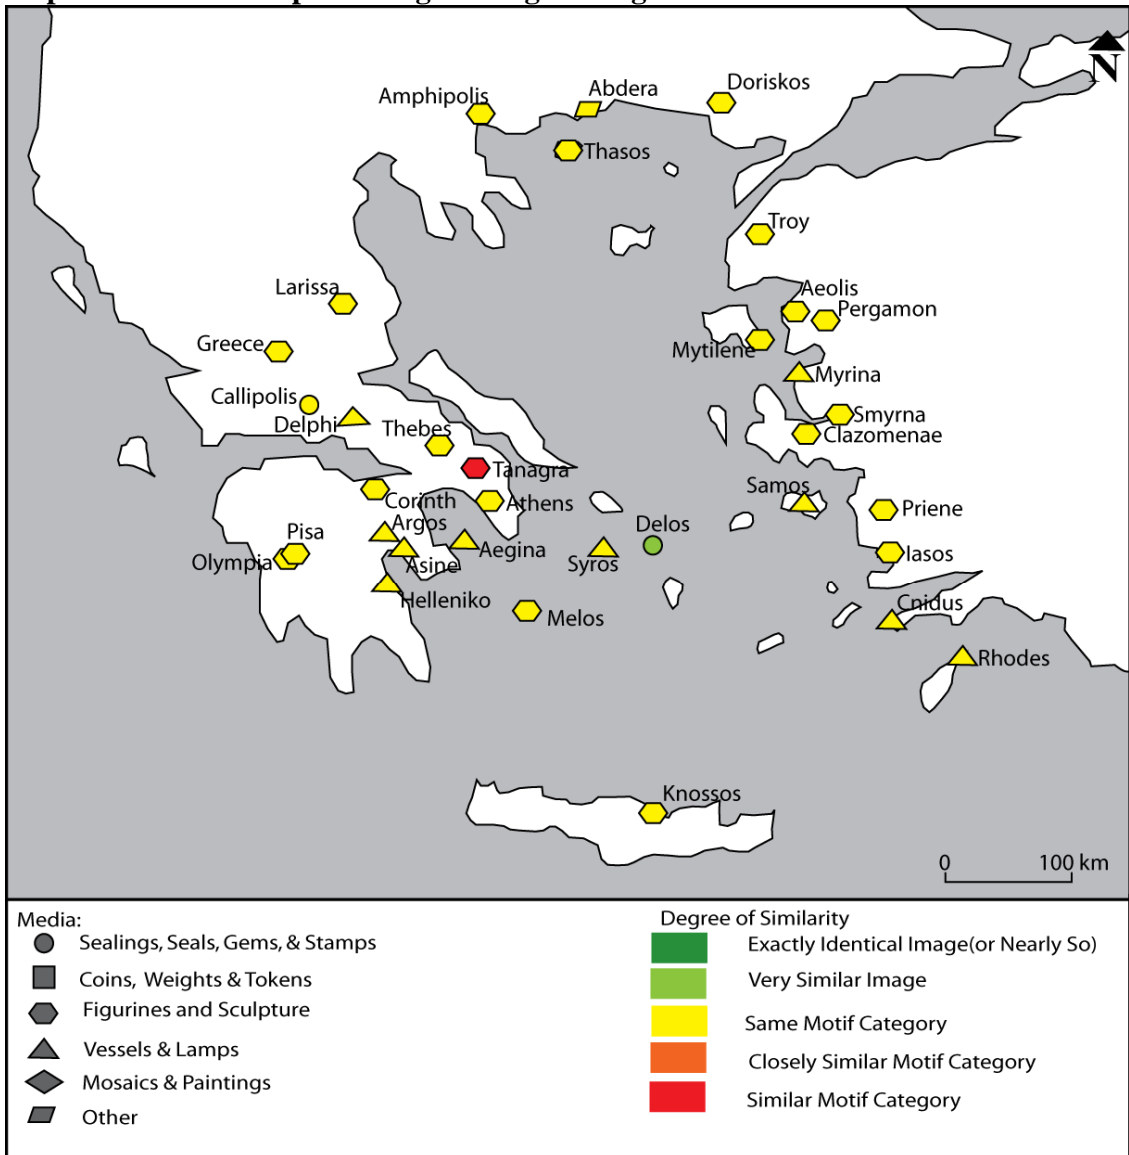 N
Amphipolis
Abdera
Doriskos
Thasos
Troy
Larissa
Aeolis
Pergamon
Greece
Mytilene
Myrina
Callipolis
Delphi
Thebes
Smyrna
Clazomenae
Tanagra
Samos
Corinth
Athens
Priene
Argos
Delos
Pisa
Olympia
Asine
Aegina
Syros
Iasos
Helleniko
Cnidus
Melos
Rhodes
Knossos
0 100 km
Media:
Sealings, Seals, Gems, & Stamps
Coins, Weights & Tokens
Figurines and Sculpture
Vessels & Lamps
Mosaics & Paintings
Other
Degree of Similarity
Exactly Identical Image(or Nearly So)
Very Similar Image
Same Motif Category
Closely Similar Motif Category
Similar Motif Category